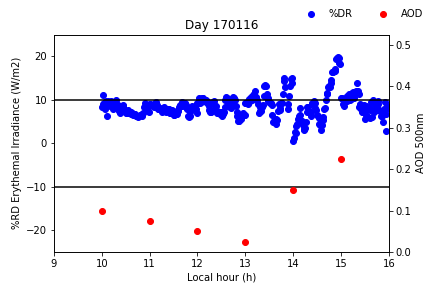 %DR AOD
Day 170116
%RD Erythemal Irradiance (W/m2)
20
10
0
−10
−20
0.5
0.4
0.3
0.2
0.1
0.0
AOD 500nm
9 10 11 12 13 14 15 16
Local hour (h)